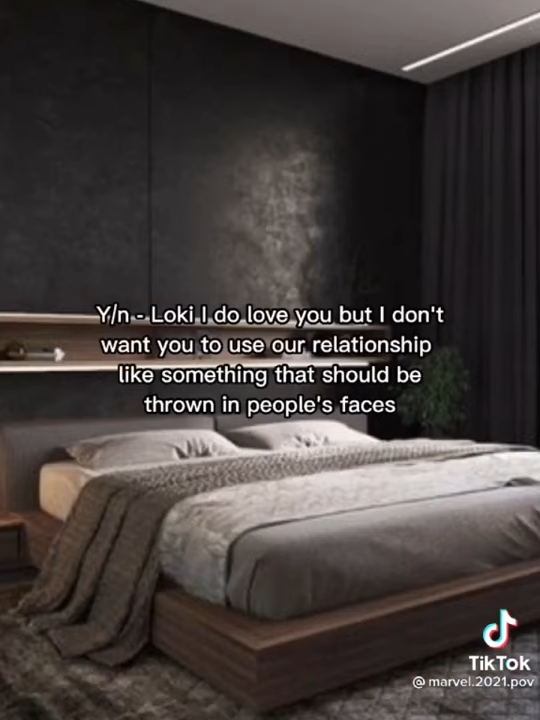 Y/n - Loki I do love you but I don't
want you to use our relationship
like something that should be
thrown in people's faces
TikTok
@marvel.2021.pov